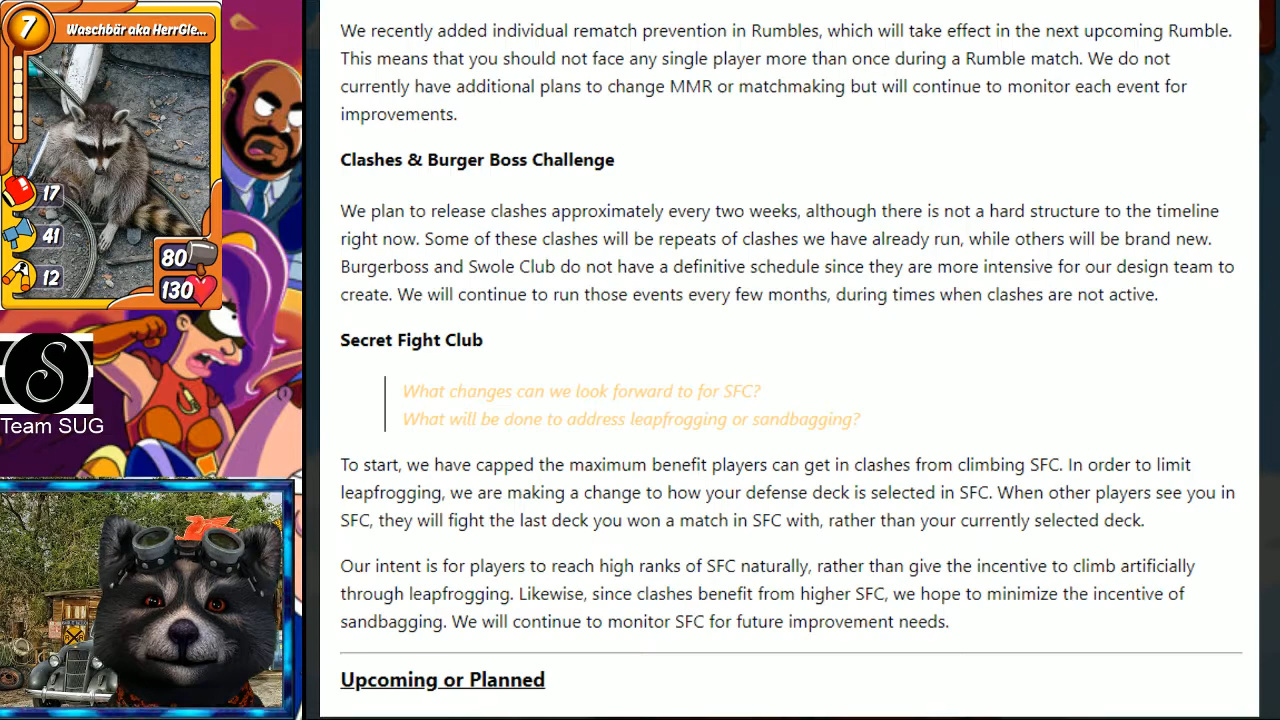 7
Waschbär aka HerrGle...
17
41
12
80
130
S
Team SUG
We recently added individual rematch prevention in Rumbles, which will take effect in the next upcoming Rumble.
This means that you should not face any single player more than once during a Rumble match. We do not
currently have additional plans to change MMR or matchmaking but will continue to monitor each event for
improvements.
Clashes & Burger Boss Challenge
We plan to release clashes approximately every two weeks, although there is not a hard structure to the timeline
right now. Some of these clashes will be repeats of clashes we have already run, while others will be brand new.
Burgerboss and Swole Club do not have a definitive schedule since they are more intensive for our design team to
create. We will continue to run those events every few months, during times when clashes are not active.
Secret Fight Club
What changes can we look forward to for SFC?
What will be done to address leapfrogging or sandbagging?
To start, we have capped the maximum benefit players can get in clashes from climbing SFC. In order to limit
leapfrogging, we are making a change to how your defense deck is selected in SFC. When other players see you in
SFC, they will fight the last deck you won a match in SFC with, rather than your currently selected deck.
Our intent is for players to reach high ranks of SFC naturally, rather than give the incentive to climb artificially
through leapfrogging. Likewise, since clashes benefit from higher SFC, we hope to minimize the incentive of
sandbagging. We will continue to monitor SFC for future improvement needs.
Upcoming or Planned